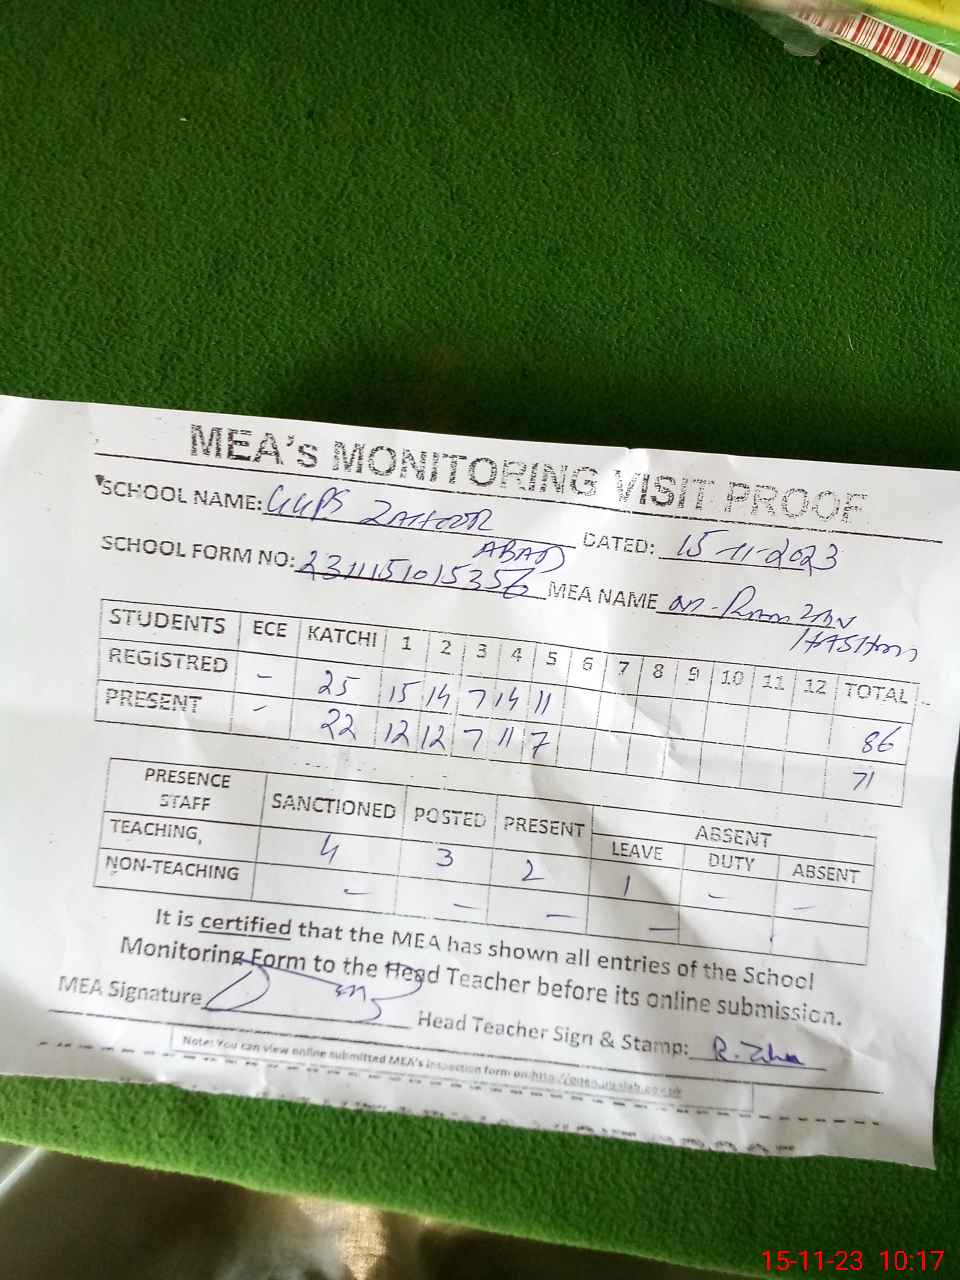 MEA's MONITORING VISIT PROOF
SCHOOL NAME: GGPS ZAHOOR ABAD DATED: 15-11-2023
SCHOOL FORM NO: 2311151015356 MEA NAME HASHMI
STUDENTS ECE KATCHI 1 2 3 4 5 6 7 8 9 10 11 12 TOTAL
REGISTRED - 25 15 14 7 14 11 86
PRESENT - 22 12 12 7 11 7 71
PRESENCE STAFF SANCTIONED POSTED PRESENT ABSENT
LEAVE DUTY ABSENT
TEACHING, 4 3 2 1 - -
NON-TEACHING - - - -
It is certified that the MEA has shown all entries of the School
Monitoring Form to the Head Teacher before its online submission.
MEA Signature Head Teacher Sign & Stamp:
Note: You can view online submitted MEA's inspection form on
15-11-23 10:17